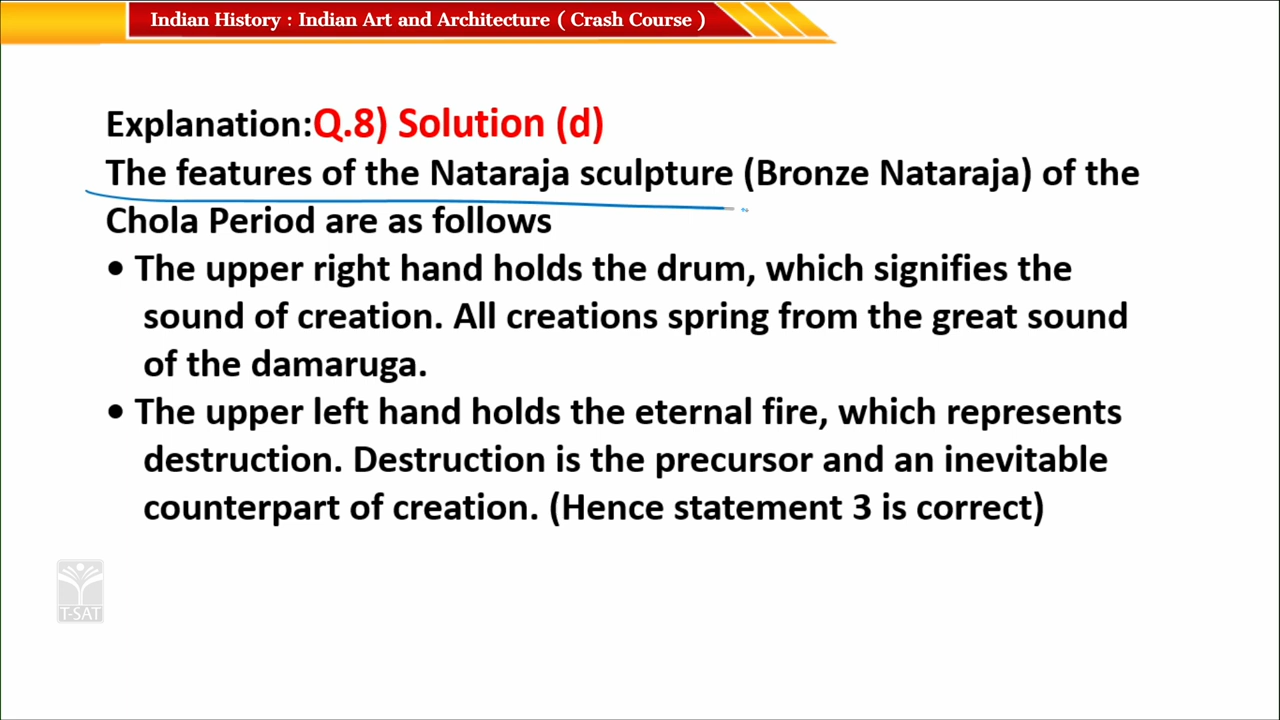 Indian History : Indian Art and Architecture ( Crash Course )
Explanation:Q.8) Solution (d)
The features of the Nataraja sculpture (Bronze Nataraja) of the
Chola Period are as follows
• The upper right hand holds the drum, which signifies the
sound of creation. All creations spring from the great sound
of the damaruga.
• The upper left hand holds the eternal fire, which represents
destruction. Destruction is the precursor and an inevitable
counterpart of creation. (Hence statement 3 is correct)
T-SAT